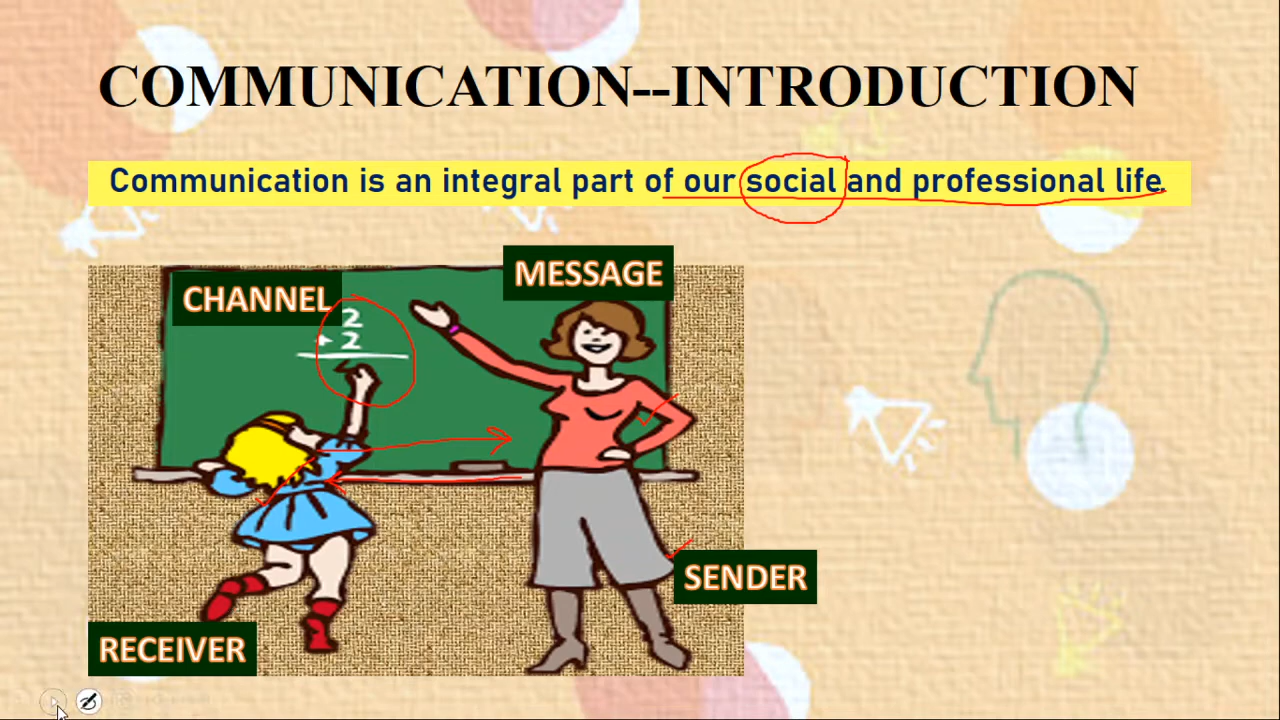 COMMUNICATION--INTRODUCTION
Communication is an integral part of our social and professional life.
MESSAGE
CHANNEL
2
+ 2
SENDER
RECEIVER